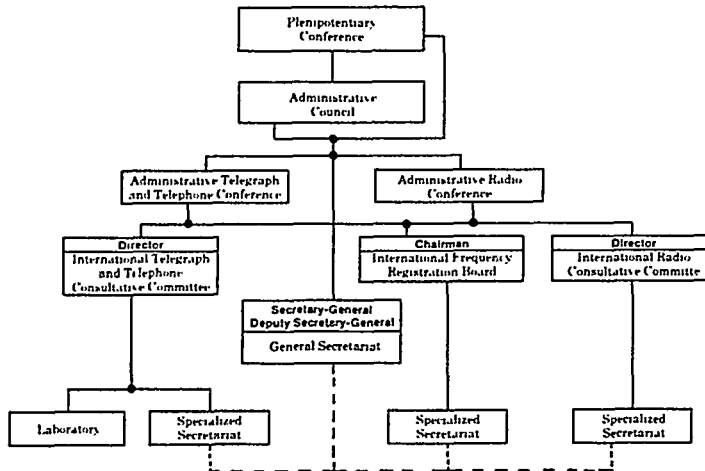 Plenipotentiary
Conference
Administrative
Council
Administrative Telegraph
and Telephone Conference
Administrative Radio
Conference
Director
International Telegraph
and Telephone
Consultative Committee
Chairman
International Frequency
Registration Board
Director
International Radio
Consultative Committe
Secretary-General
Deputy Secretary-General
General Secretariat
Laboratory
Specialized
Secretariat
Specialized
Secretariat
Specialized
Secretariat